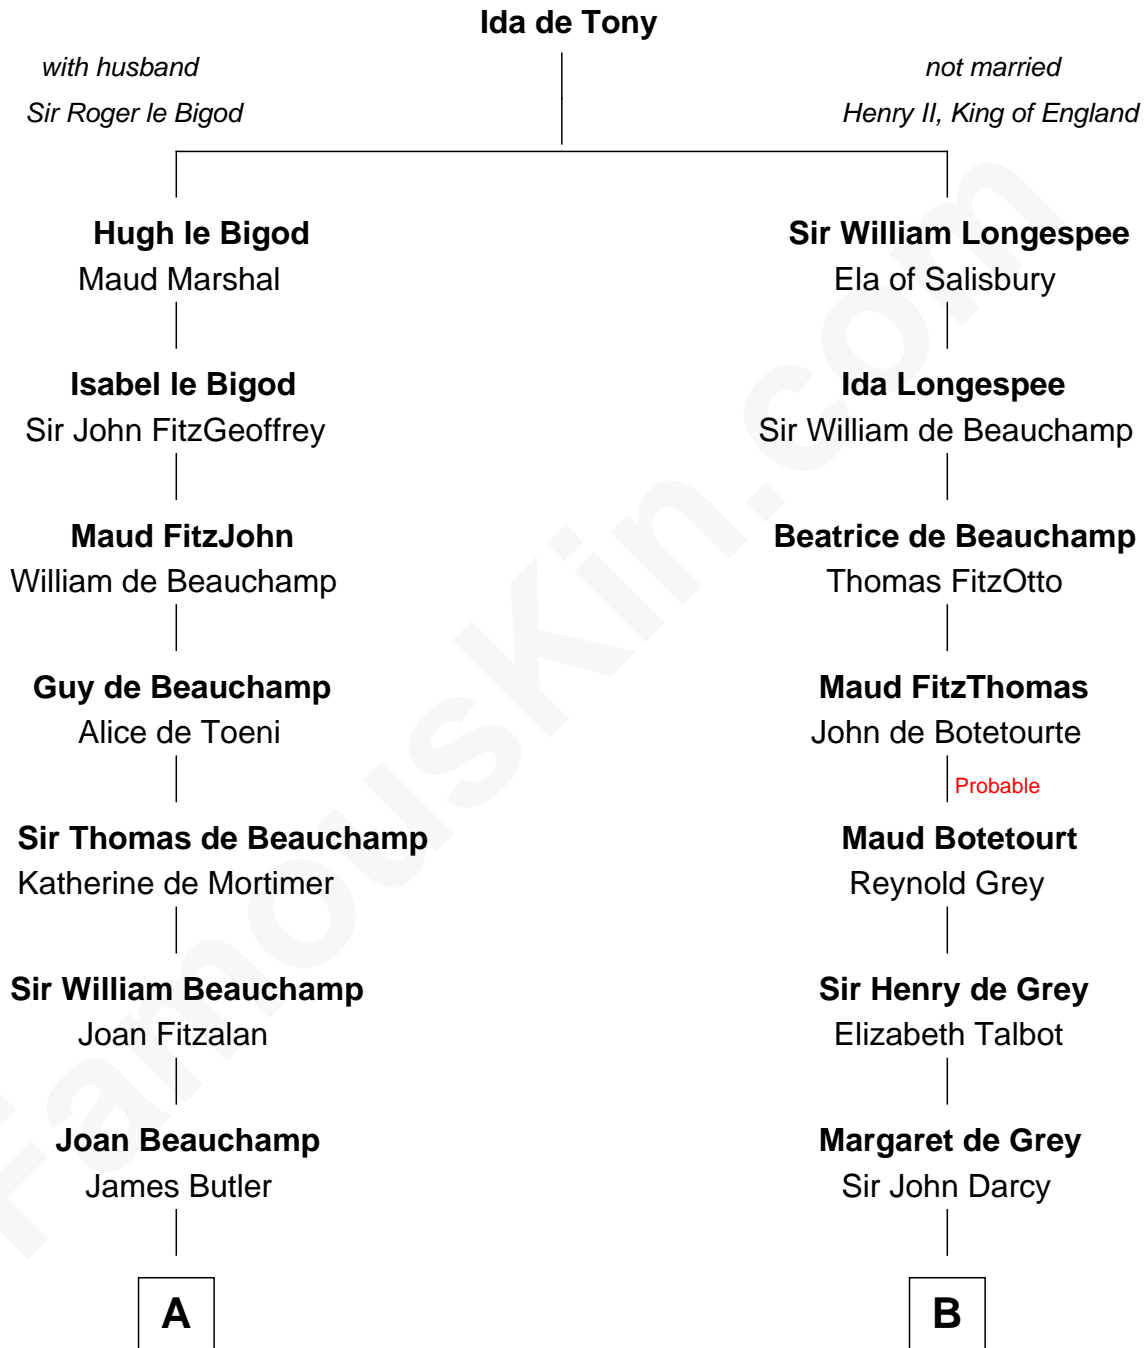 Ida de Tony
with husband
Sir Roger le Bigod
not married
Henry II, King of England
Hugh le Bigod
Maud Marshal
Sir William Longespee
Ela of Salisbury
Isabel le Bigod
Sir John FitzGeoffrey
Ida Longespee
Sir William de Beauchamp
Maud FitzJohn
William de Beauchamp
Beatrice de Beauchamp
Thomas FitzOtto
Guy de Beauchamp
Alice de Toeni
Maud FitzThomas
John de Botetourte
Probable
Sir Thomas de Beauchamp
Katherine de Mortimer
Maud Botetourt
Reynold Grey
Sir William Beauchamp
Joan Fitzalan
Sir Henry de Grey
Elizabeth Talbot
Joan Beauchamp
James Butler
Margaret de Grey
Sir John Darcy
A
B
FamousKin.com